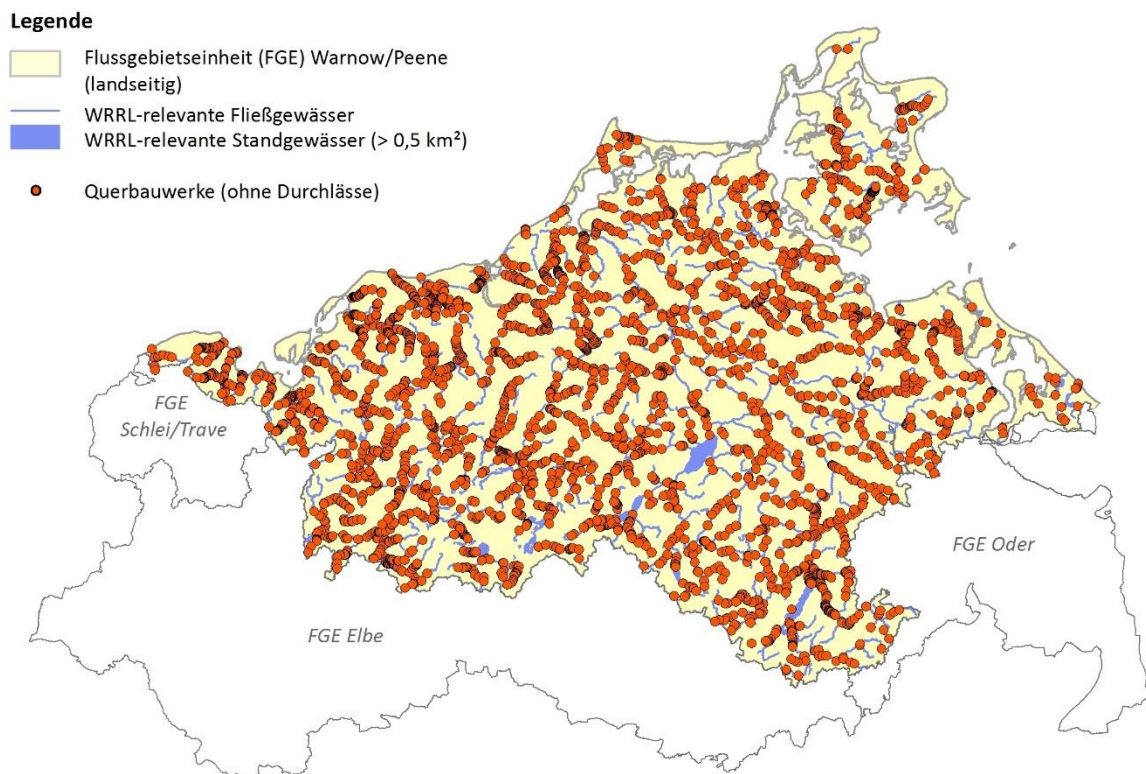 Legende
Flussgebietseinheit (FGE) Warnow/Peene
(landseitig)
WRRL-relevante Fließgewässer
WRRL-relevante Standgewässer (> 0,5 km²)
Querbauwerke (ohne Durchlässe)
FGE
Schlei/Trave
FGE Oder
FGE Elbe